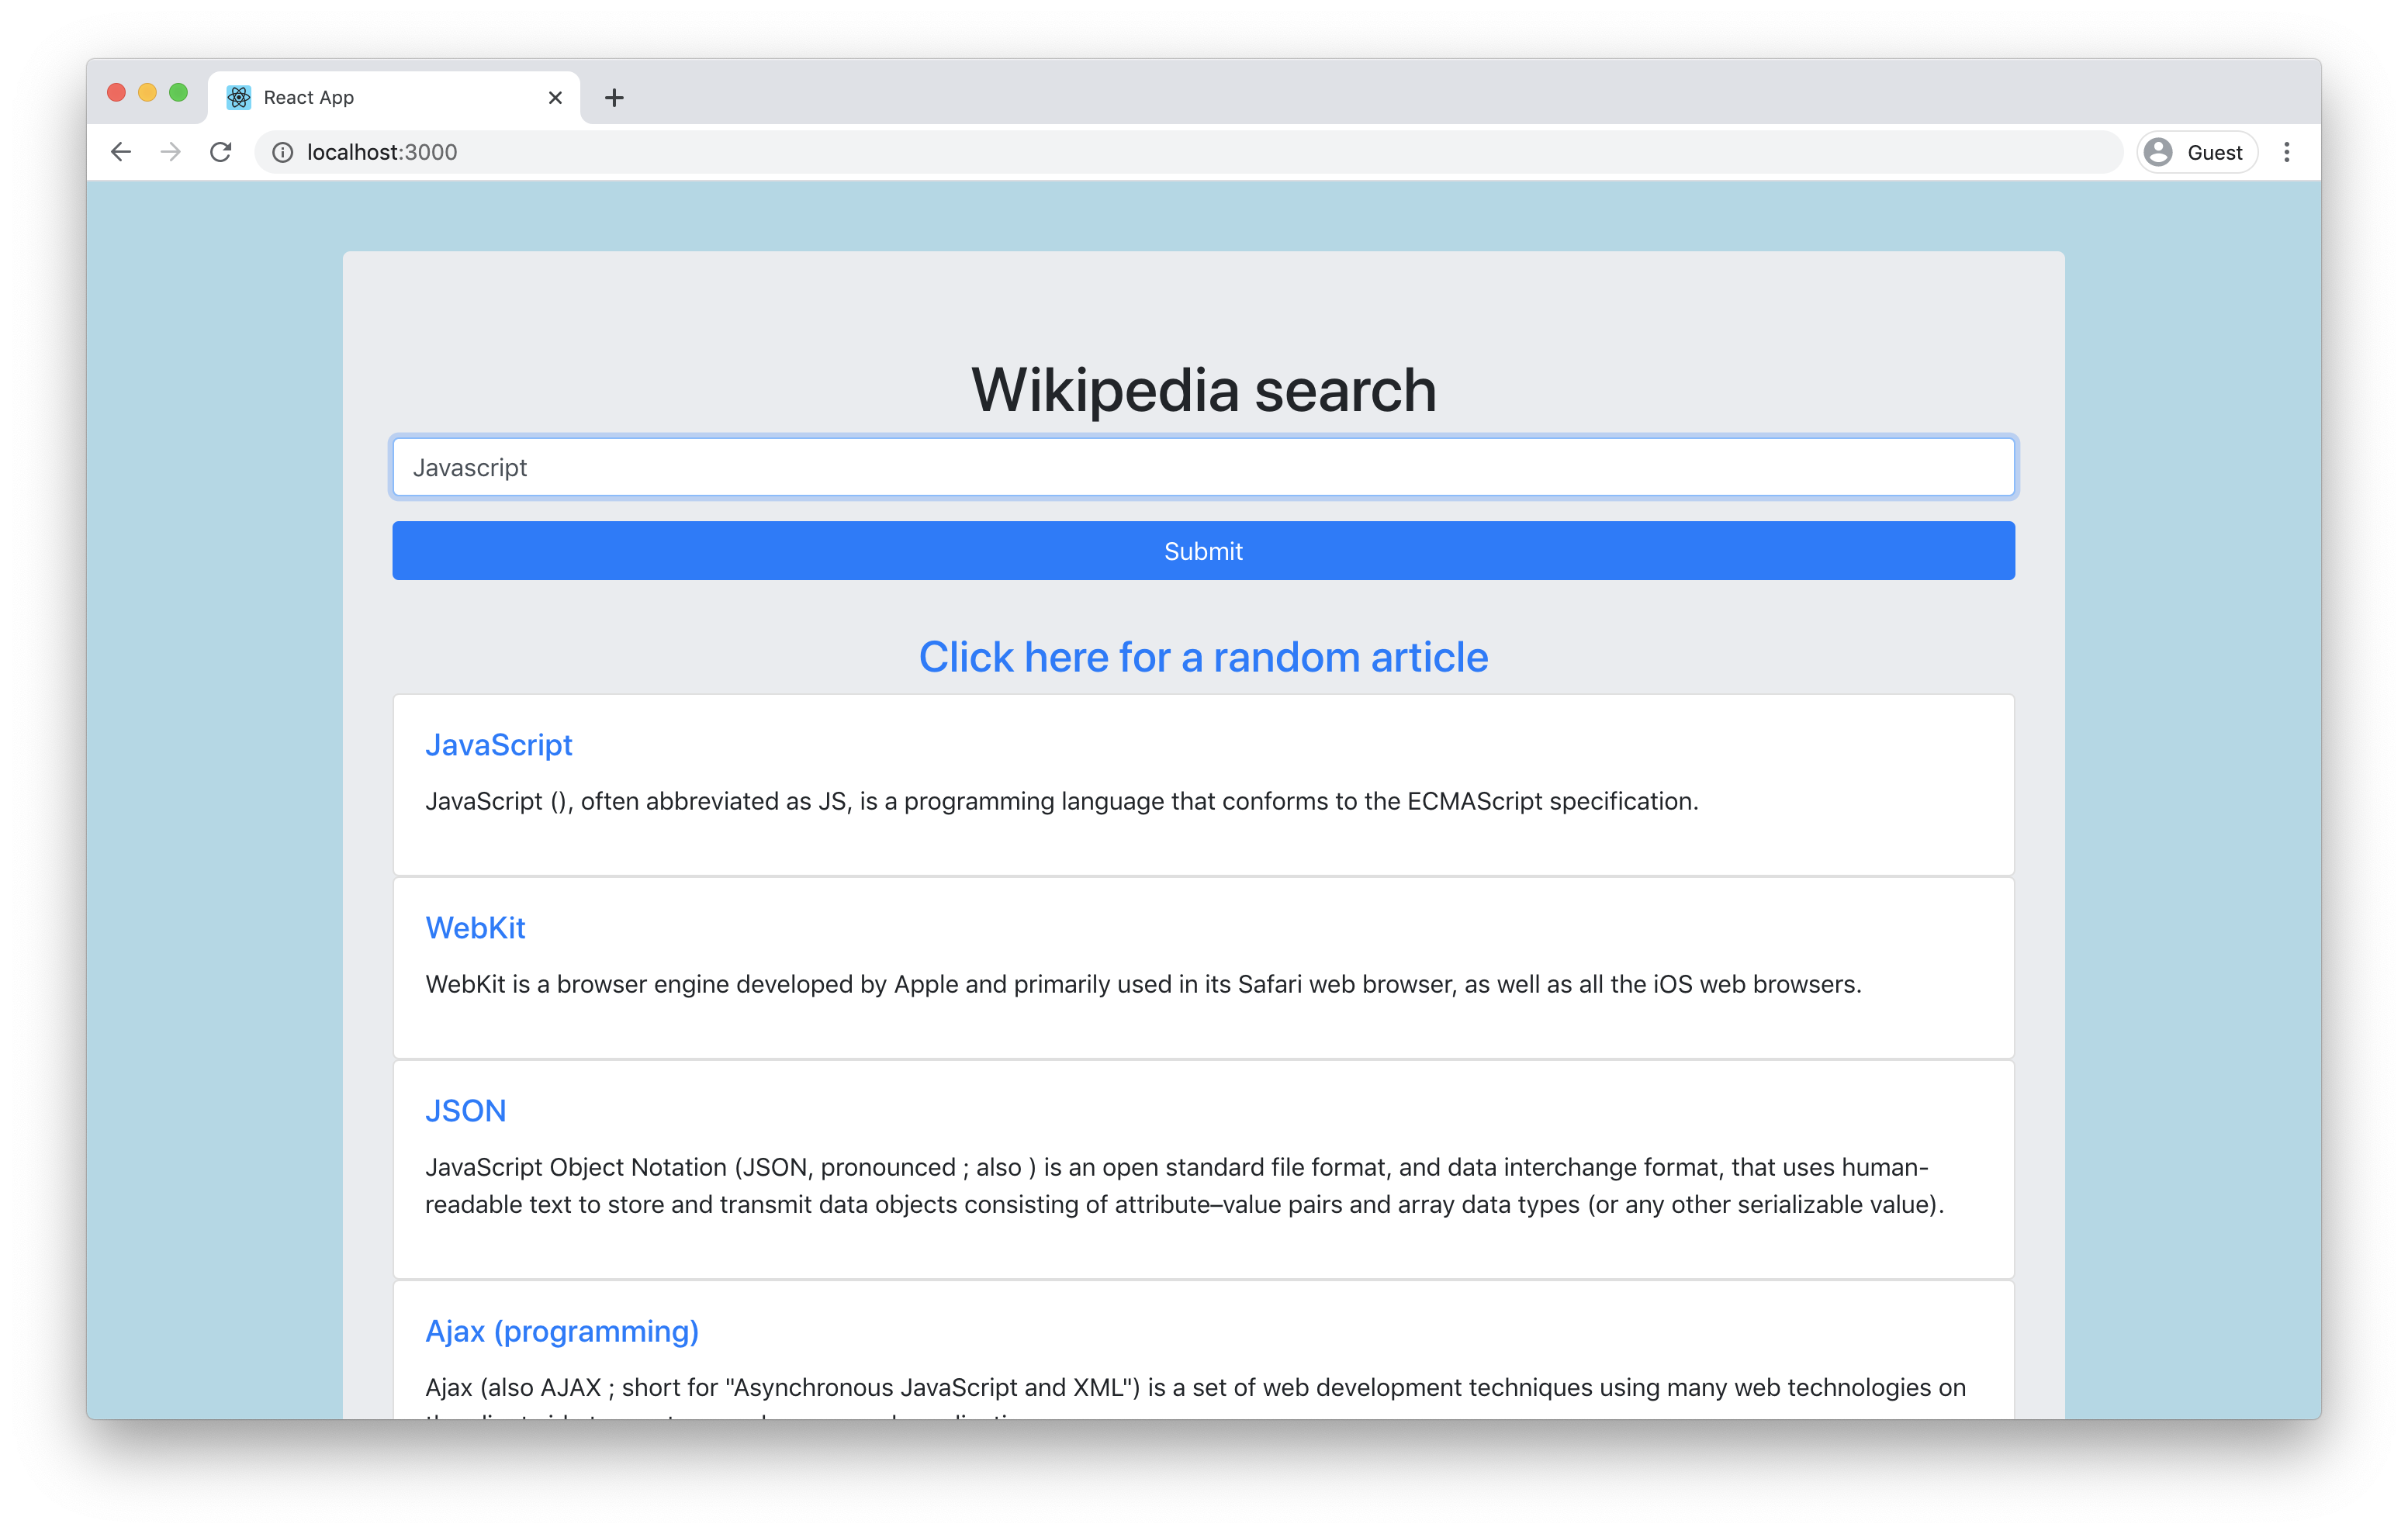 React App
localhost:3000
Guest
Wikipedia search
Javascript
Submit
Click here for a random article
JavaScript
JavaScript (), often abbreviated as JS, is a programming language that conforms to the ECMAScript specification.
WebKit
WebKit is a browser engine developed by Apple and primarily used in its Safari web browser, as well as all the iOS web browsers.
JSON
JavaScript Object Notation (JSON, pronounced ; also ) is an open standard file format, and data interchange format, that uses human-
readable text to store and transmit data objects consisting of attribute–value pairs and array data types (or any other serializable value).
Ajax (programming)
Ajax (also AJAX ; short for "Asynchronous JavaScript and XML") is a set of web development techniques using many web technologies on